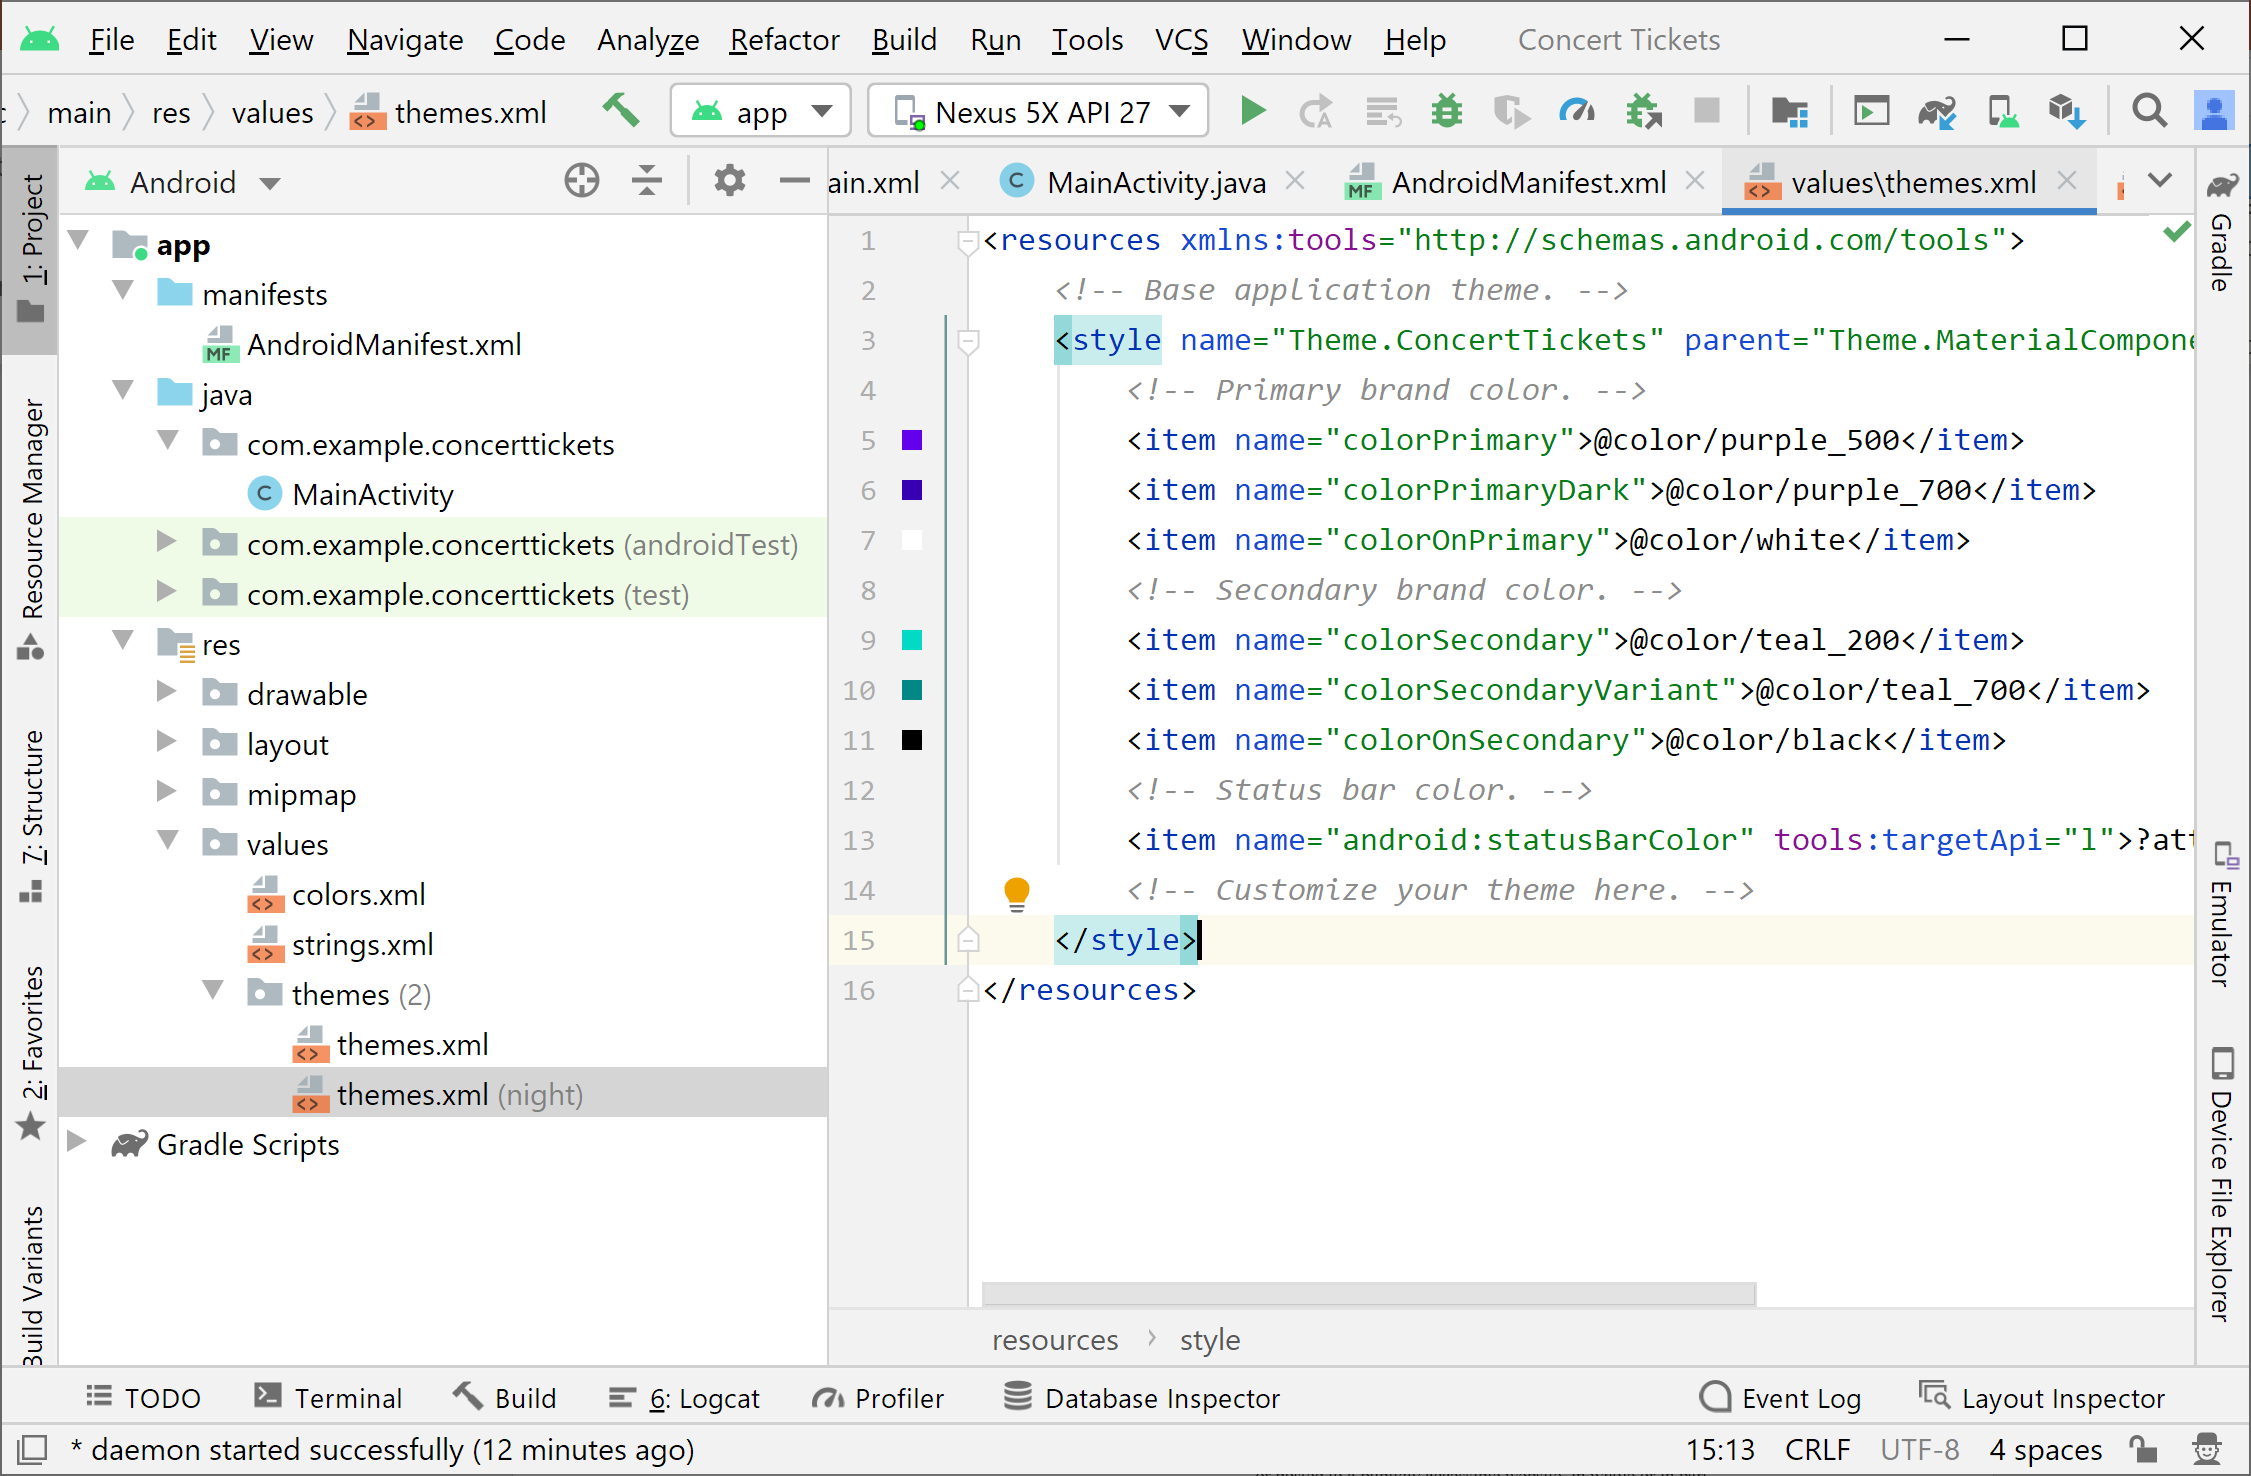 File Edit View Navigate Code Analyze Refactor Build Run Tools VCS Window Help Concert Tickets
main res values themes.xml app Nexus 5X API 27
Android
ain.xml MainActivity.java AndroidManifest.xml values\themes.xml
1: Project
Resource Manager
7: Structure
2: Favorites
Build Variants
app
manifests
AndroidManifest.xml
java
com.example.concerttickets
MainActivity
com.example.concerttickets (androidTest)
com.example.concerttickets (test)
res
drawable
layout
mipmap
values
colors.xml
strings.xml
themes (2)
themes.xml
themes.xml (night)
Gradle Scripts
1 <resources xmlns:tools="http://schemas.android.com/tools">
2 <!-- Base application theme. -->
3 <style name="Theme.ConcertTickets" parent="Theme.MaterialCompone
4 <!-- Primary brand color. -->
5 <item name="colorPrimary">@color/purple_500</item>
6 <item name="colorPrimaryDark">@color/purple_700</item>
7 <item name="colorOnPrimary">@color/white</item>
8 <!-- Secondary brand color. -->
9 <item name="colorSecondary">@color/teal_200</item>
10 <item name="colorSecondaryVariant">@color/teal_700</item>
11 <item name="colorOnSecondary">@color/black</item>
12 <!-- Status bar color. -->
13 <item name="android:statusBarColor" tools:targetApi="l">?att
14 <!-- Customize your theme here. -->
15 </style>
16 </resources>
Gradle
Emulator
Device File Explorer
resources › style
TODO Terminal Build 6: Logcat Profiler Database Inspector Event Log Layout Inspector
* daemon started successfully (12 minutes ago) 15:13 CRLF UTF-8 4 spaces